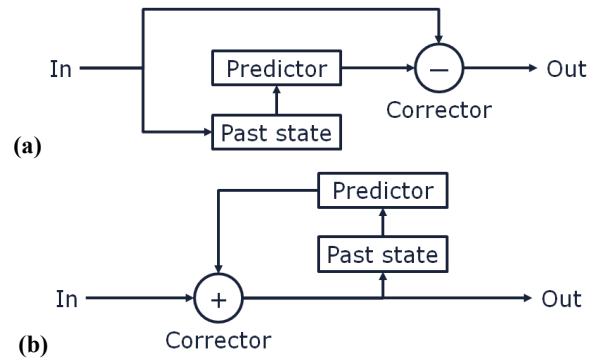 In
Predictor
−
Out
Corrector
Past state
(a)
Predictor
Past state
In
+
Out
Corrector
(b)